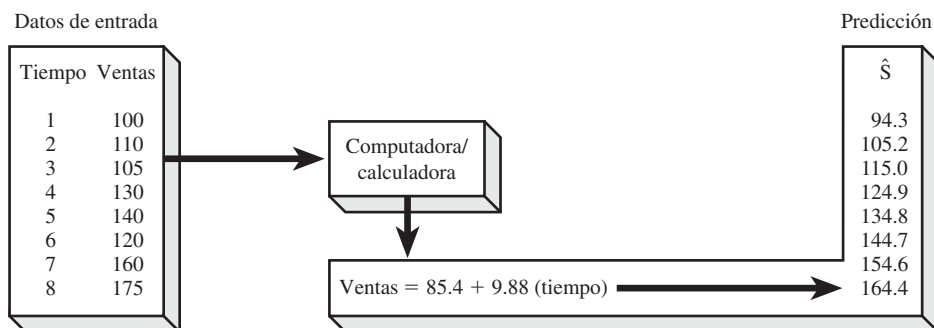 Datos de entrada
Predicción
Tiempo Ventas
1 100
2 110
3 105
4 130
5 140
6 120
7 160
8 175
Computadora/
calculadora
Ventas = 85.4 + 9.88 (tiempo)
Ŝ
94.3
105.2
115.0
124.9
134.8
144.7
154.6
164.4